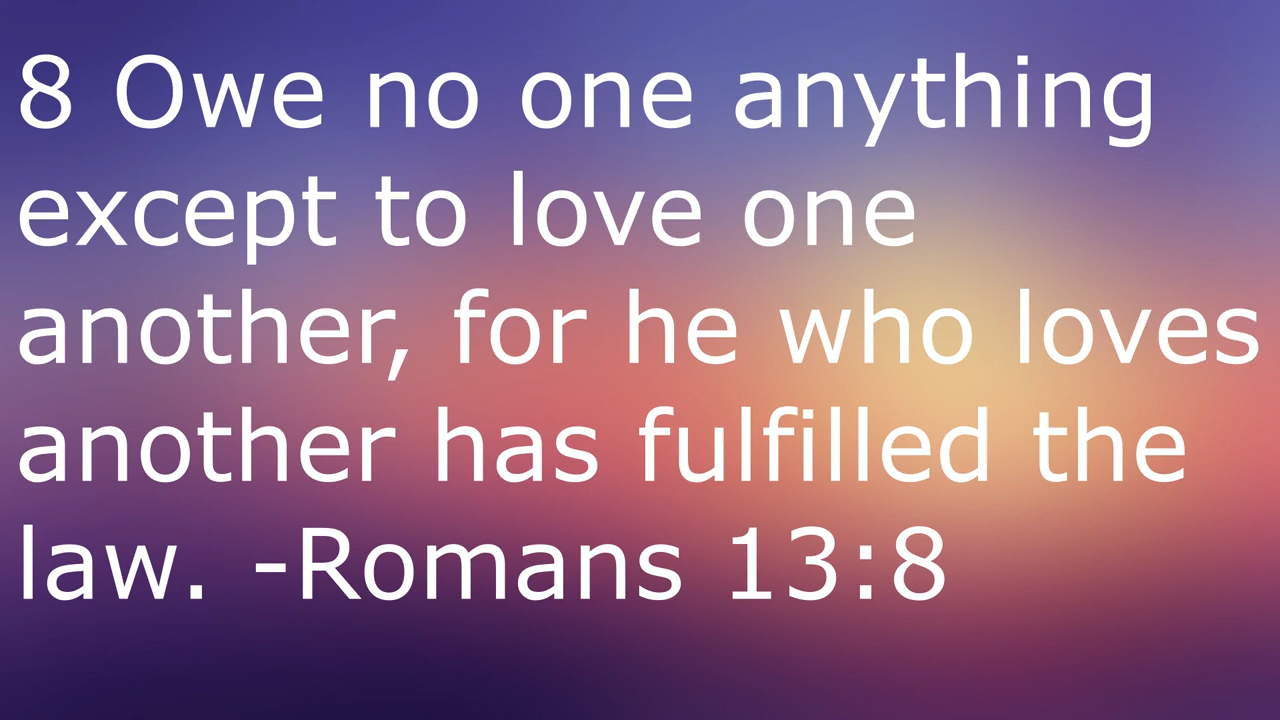 8 Owe no one anything
except to love one
another, for he who loves
another has fulfilled the
law. -Romans 13:8